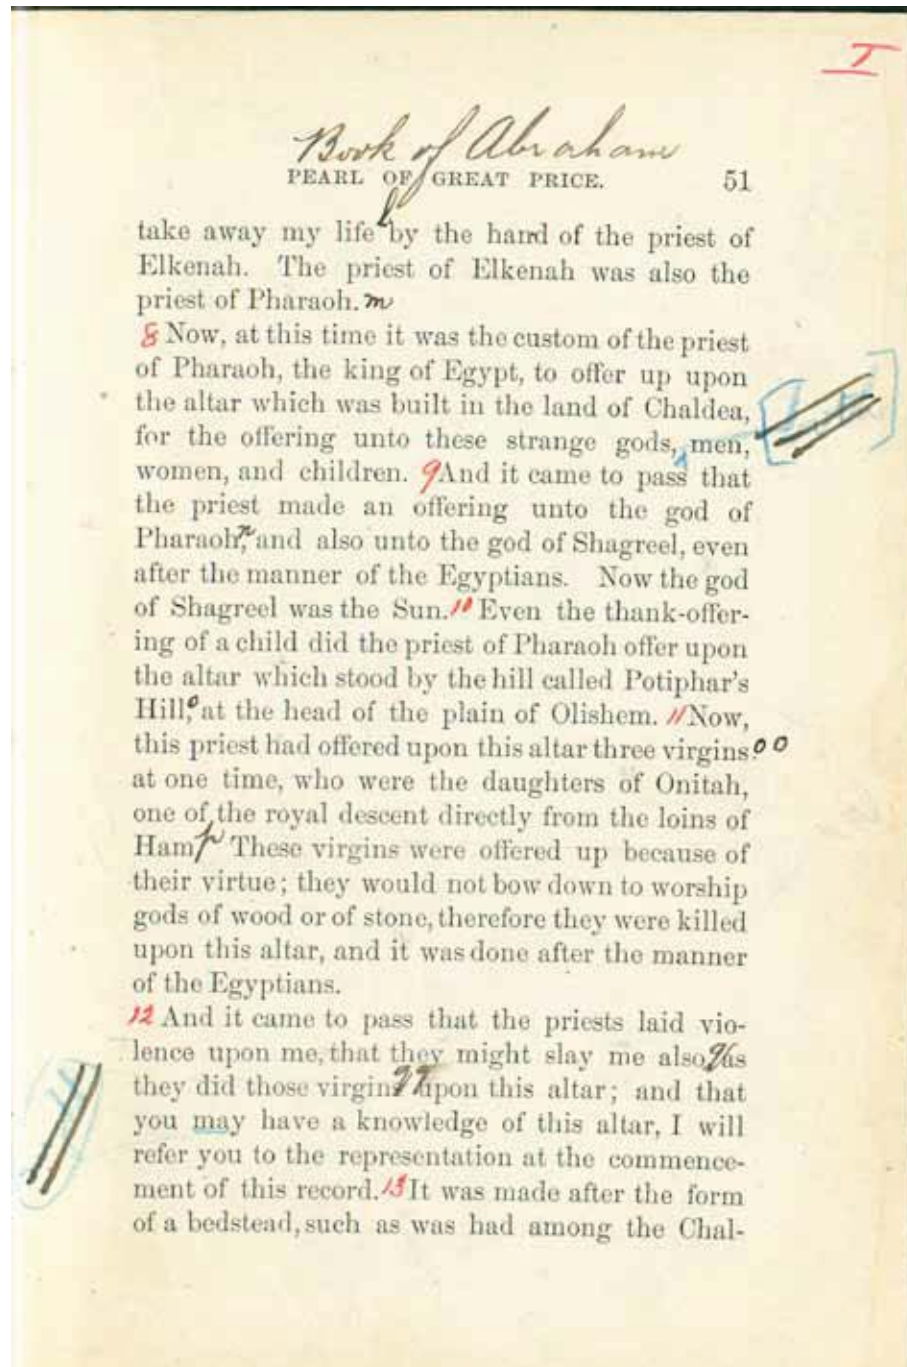 I
Book of Abraham
PEARL OF GREAT PRICE. 51
take away my life l by the hand of the priest of
Elkenah. The priest of Elkenah was also the
priest of Pharaoh. m
8 Now, at this time it was the custom of the priest
of Pharaoh, the king of Egypt, to offer up upon
the altar which was built in the land of Chaldea,
for the offering unto these strange gods, men,
women, and children. 9 And it came to pass that
the priest made an offering unto the god of
Pharaoh, n and also unto the god of Shagreel, even
after the manner of the Egyptians. Now the god
of Shagreel was the Sun. 10 Even the thank-offer-
ing of a child did the priest of Pharaoh offer upon
the altar which stood by the hill called Potiphar's
Hill, o at the head of the plain of Olishem. 11 Now,
this priest had offered upon this altar three virgins oo
at one time, who were the daughters of Onitah,
one of the royal descent directly from the loins of
Ham p These virgins were offered up because of
their virtue; they would not bow down to worship
gods of wood or of stone, therefore they were killed
upon this altar, and it was done after the manner
of the Egyptians.
12 And it came to pass that the priests laid vio-
lence upon me, that they might slay me also, q as
they did those virgins upon this altar; and that
you may have a knowledge of this altar, I will
refer you to the representation at the commence-
ment of this record. 13 It was made after the form
of a bedstead, such as was had among the Chal-